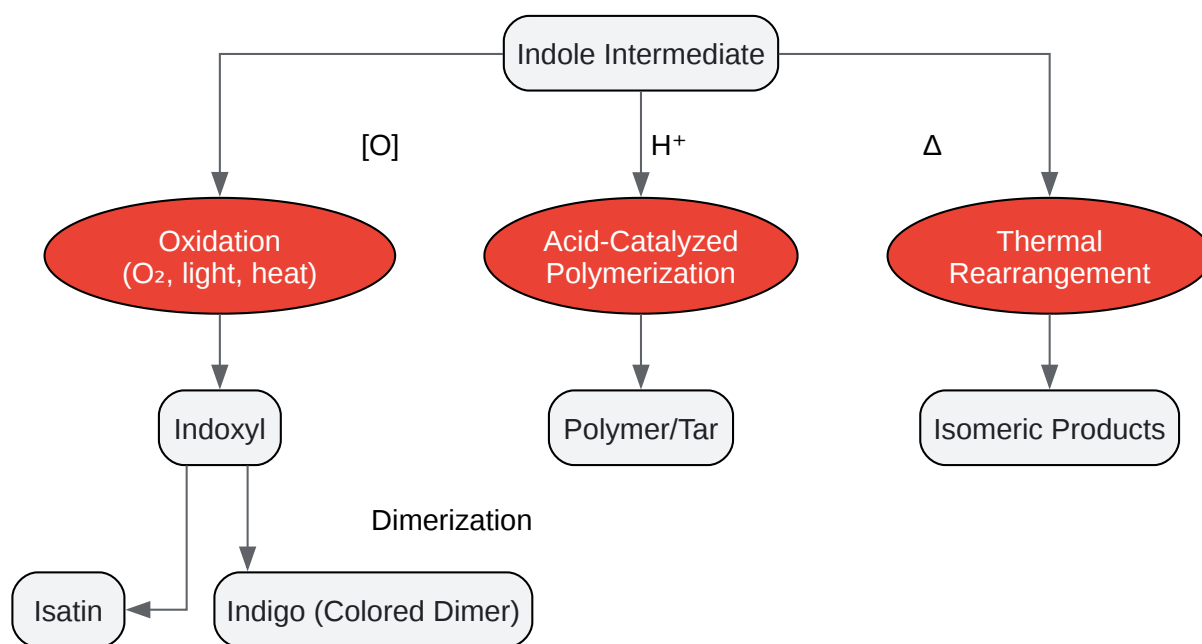 Indole Intermediate
[O]
H⁺
Δ
Oxidation
(O₂, light, heat)
Acid-Catalyzed
Polymerization
Thermal
Rearrangement
Indoxyl
Polymer/Tar
Isomeric Products
Dimerization
Isatin
Indigo (Colored Dimer)